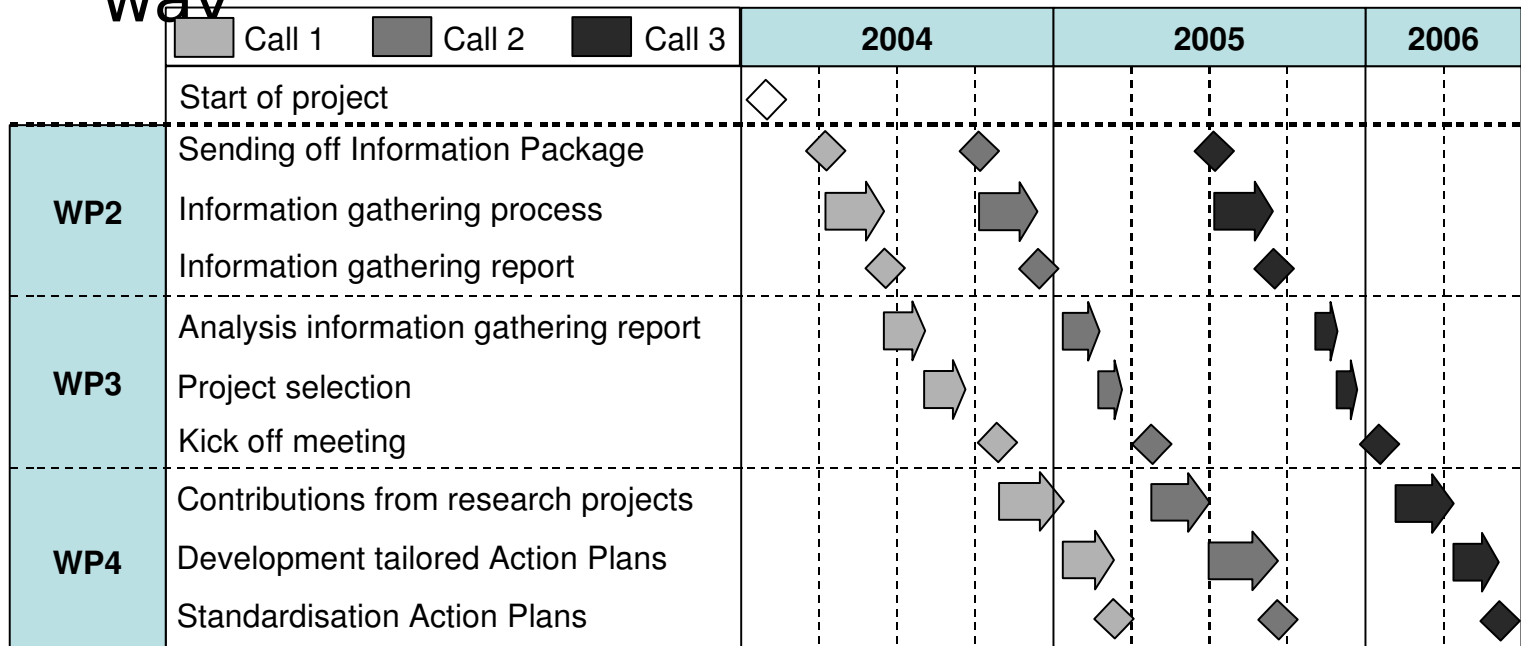 way
Call 1 Call 2 Call 3 2004 2005 2006
Start of project
Sending off Information Package
WP2 Information gathering process
Information gathering report
Analysis information gathering report
WP3 Project selection
Kick off meeting
Contributions from research projects
WP4 Development tailored Action Plans
Standardisation Action Plans